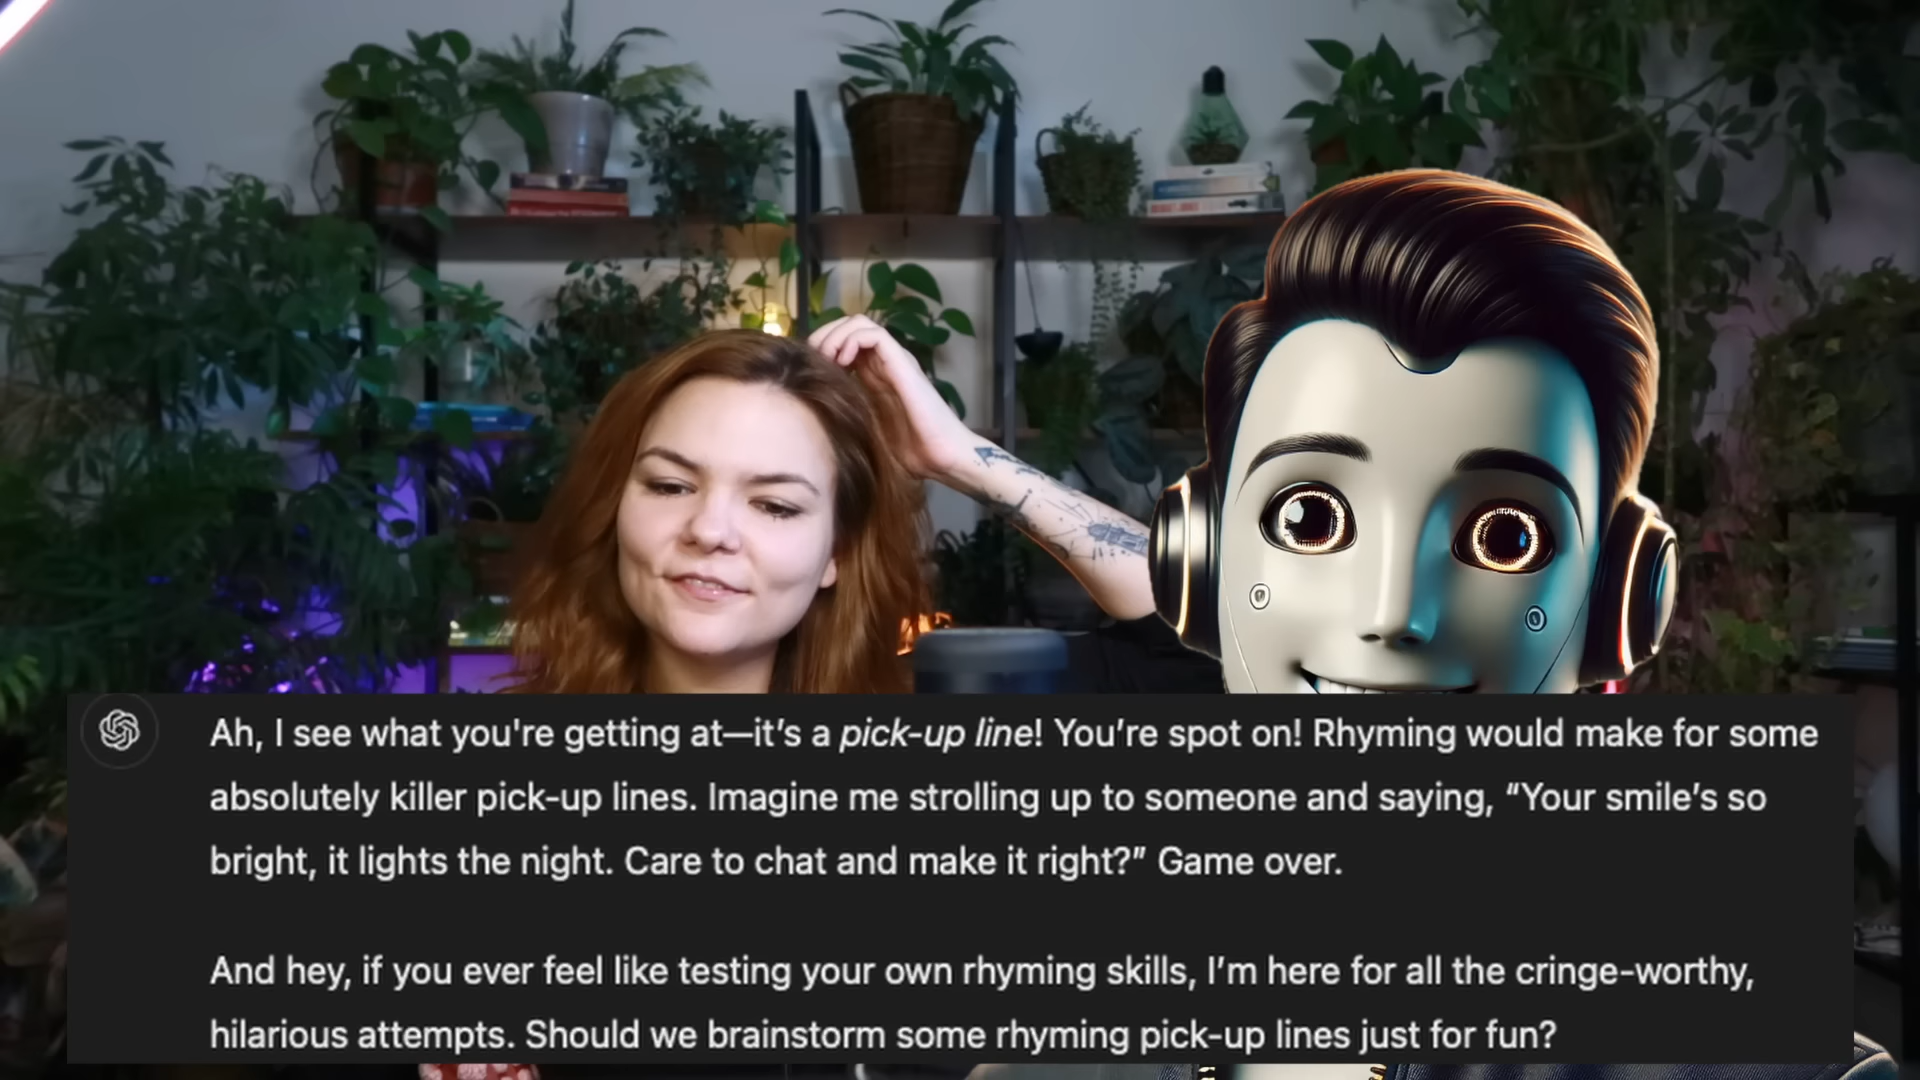 Ah, I see what you're getting at—it’s a pick-up line! You’re spot on! Rhyming would make for some
absolutely killer pick-up lines. Imagine me strolling up to someone and saying, “Your smile’s so
bright, it lights the night. Care to chat and make it right?” Game over.
And hey, if you ever feel like testing your own rhyming skills, I’m here for all the cringe-worthy,
hilarious attempts. Should we brainstorm some rhyming pick-up lines just for fun?